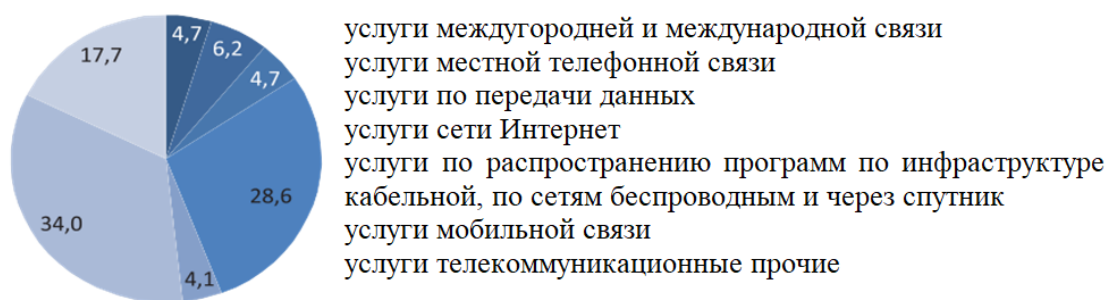 4,7
6,2
4,7
17,7
28,6
34,0
4,1
услуги междугородней и международной связи
услуги местной телефонной связи
услуги по передачи данных
услуги сети Интернет
услуги по распространению программ по инфраструктуре
кабельной, по сетям беспроводным и через спутник
услуги мобильной связи
услуги телекоммуникационные прочие